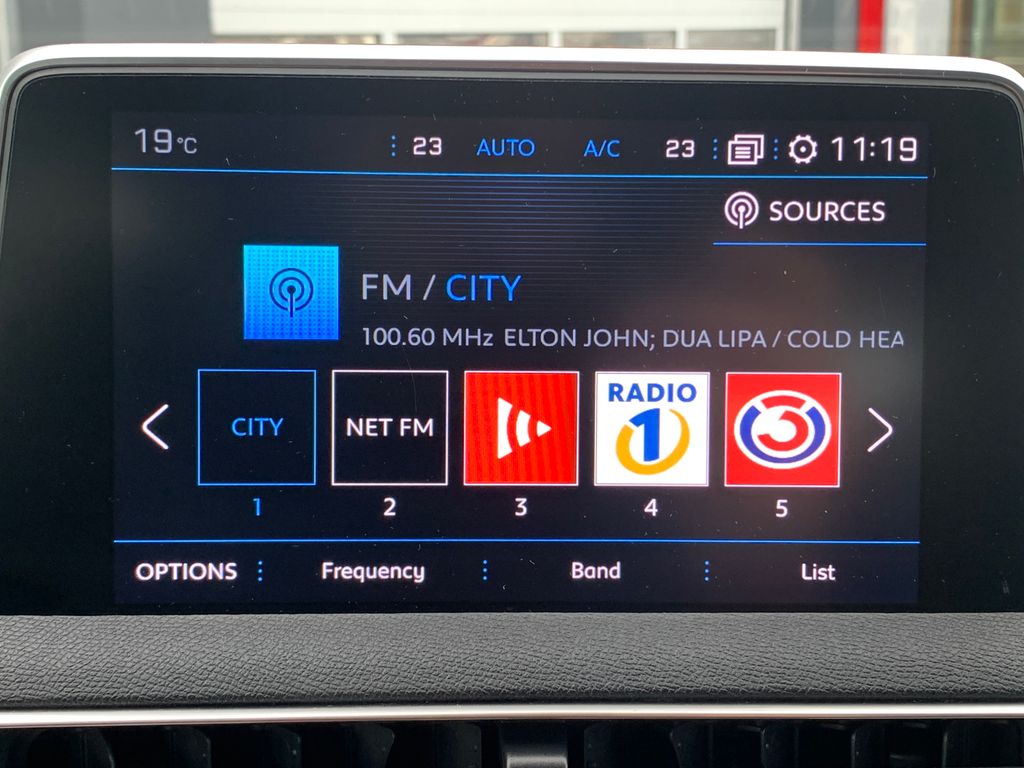 19°C 23 AUTO A/C 23 11:19
SOURCES
FM / CITY
100.60 MHz ELTON JOHN; DUA LIPA / COLD HEA
CITY NET FM RADIO 1 3
1 2 3 4 5
OPTIONS Frequency Band List